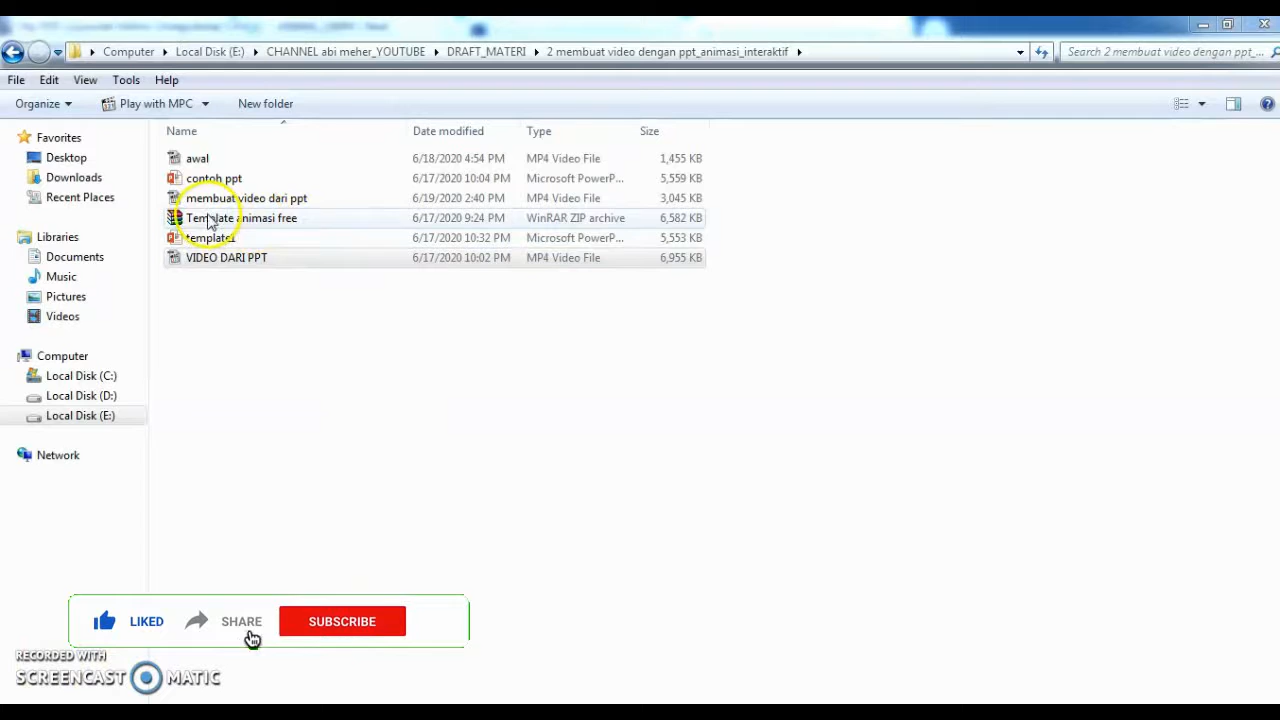 Computer Local Disk (E:) CHANNEL abi meher_YOUTUBE DRAFT_MATERI 2 membuat video dengan ppt_animasi_interaktif Search 2 membuat video dengan ppt_...
File Edit View Tools Help
Organize Play with MPC New folder
Name Date modified Type Size
Favorites
Desktop
Downloads
Recent Places
Libraries
Documents
Music
Pictures
Videos
Computer
Local Disk (C:)
Local Disk (D:)
Local Disk (E:)
Network
awal 6/18/2020 4:54 PM MP4 Video File 1,455 KB
contoh ppt 6/17/2020 10:04 PM Microsoft PowerP... 5,559 KB
membuat video dari ppt 6/19/2020 2:40 PM MP4 Video File 3,045 KB
Template animasi free 6/17/2020 9:24 PM WinRAR ZIP archive 6,582 KB
template1 6/17/2020 10:32 PM Microsoft PowerP... 5,553 KB
VIDEO DARI PPT 6/17/2020 10:02 PM MP4 Video File 6,955 KB
LIKED SHARE SUBSCRIBE
RECORDED WITH
SCREENCAST MATIC